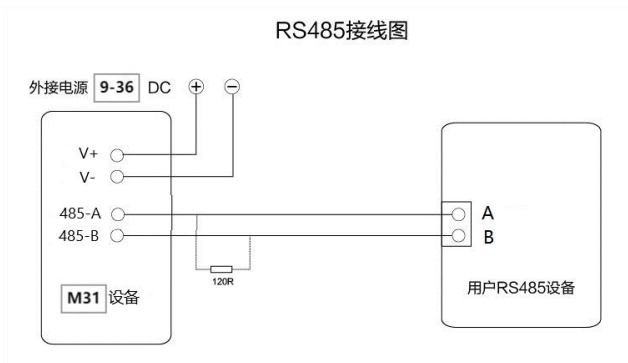 RS485接线图
外接电源 9-36 DC + −
V+
V-
485-A
485-B
A
B
120R
M31 设备
用户RS485设备